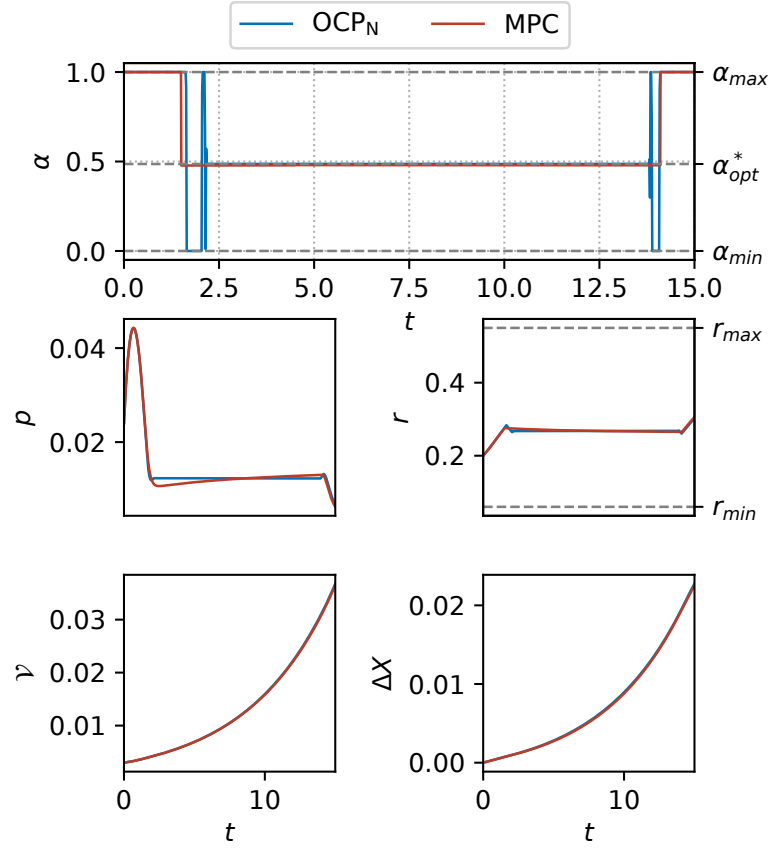 OCP_N MPC
1.0 α_max
α 0.5 α*_opt
0.0 α_min
0.0 2.5 5.0 7.5 10.0 12.5 15.0
t
0.04
p
0.02
r_max
0.4
r
0.2
r_min
0.03
𝒱 0.02
0.01
0 10
t
0.02
ΔX 0.01
0.00
0 10
t